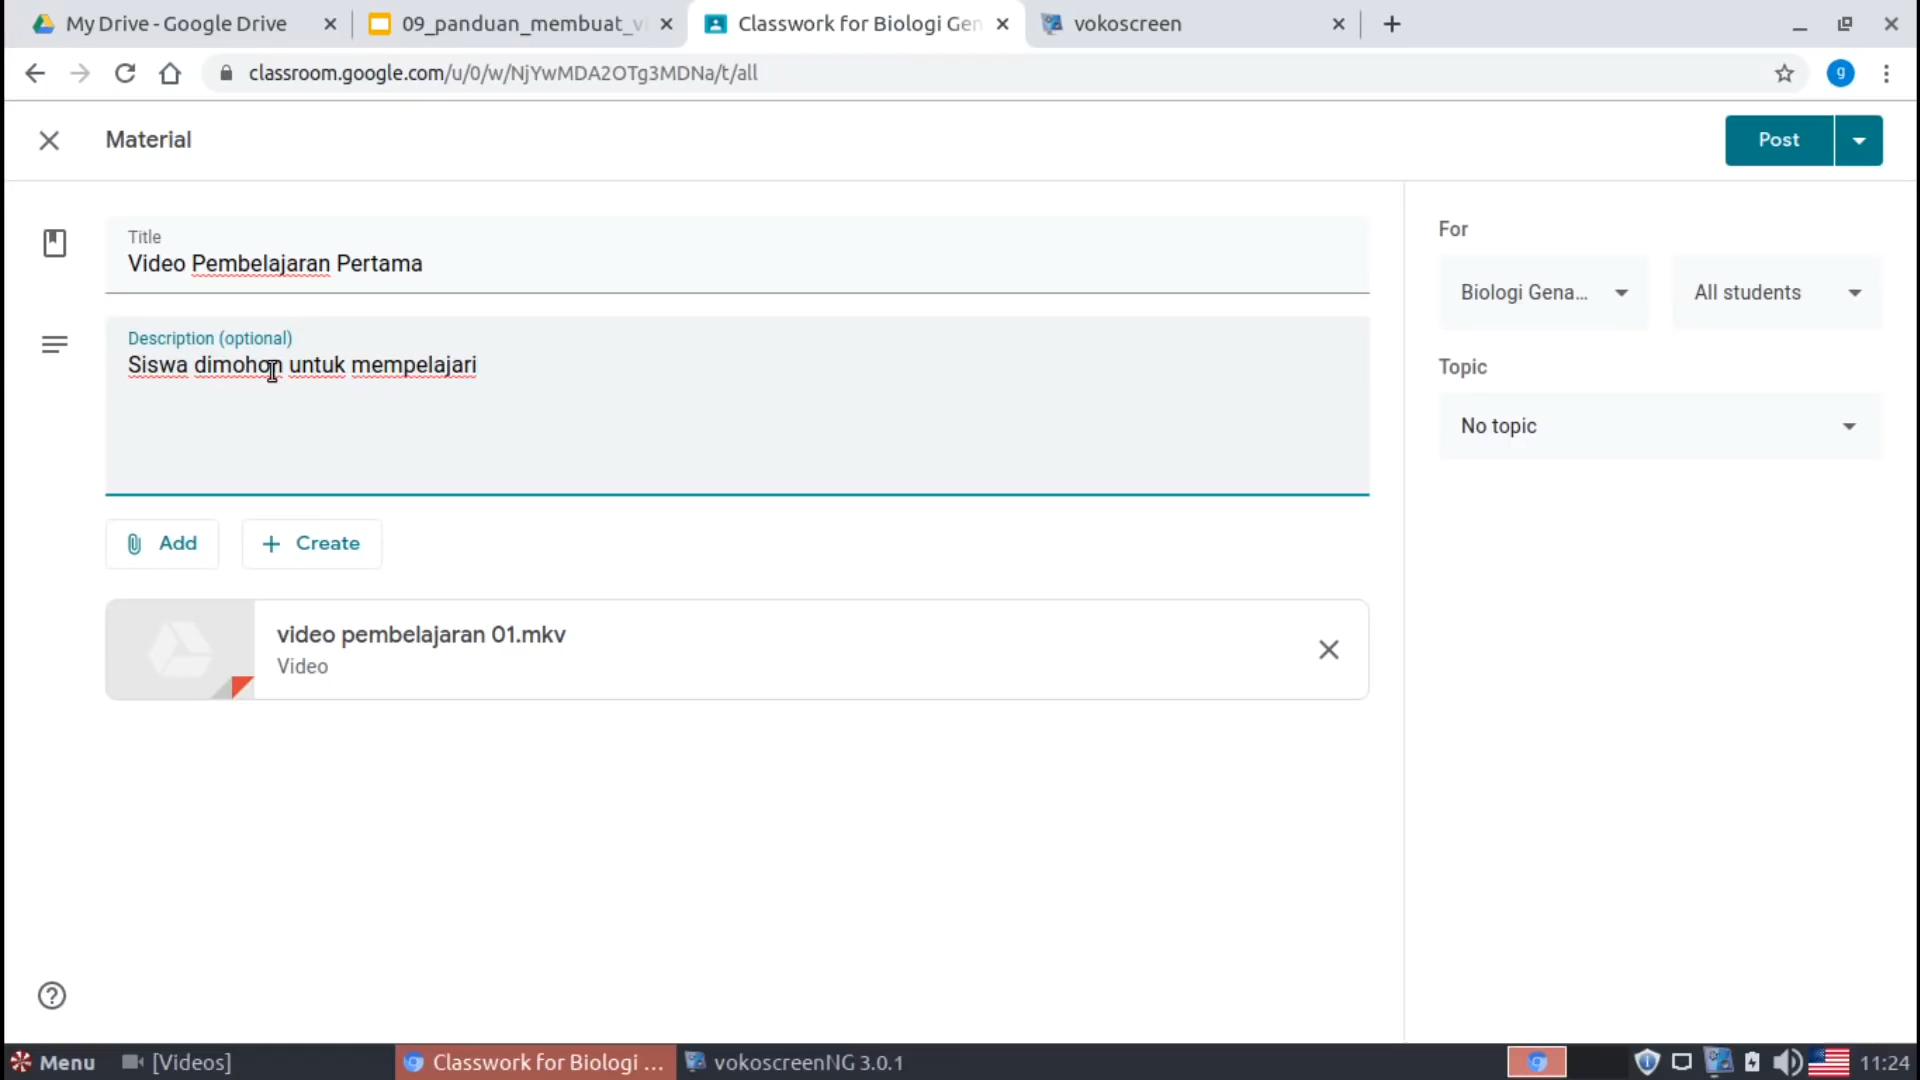 My Drive - Google Drive
09_panduan_membuat_vi
Classwork for Biologi Gen
vokoscreen
classroom.google.com/u/0/w/NjYwMDA2OTg3MDNa/t/all
g
Material
Post
Title
Video Pembelajaran Pertama
Description (optional)
Siswa dimohon untuk mempelajari
Add
Create
video pembelajaran 01.mkv
Video
For
Biologi Gena...
All students
Topic
No topic
Menu
[Videos]
Classwork for Biologi ...
vokoscreenNG 3.0.1
11:24